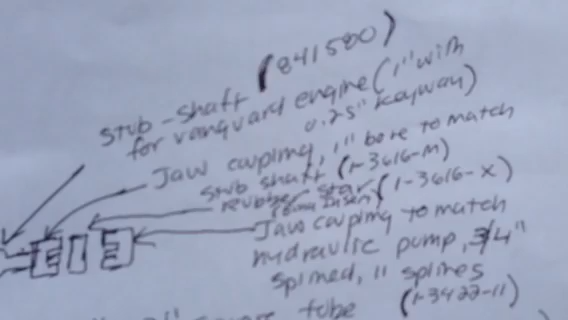 stub-shaft (841580)
for vanguard engine (1" with
0.25" keyway)
Jaw coupling, 1" bore to match
stub shaft (1-3616-M)
rubber star (1-3616-X)
Jaw coupling to match
hydraulic pump, 3/4"
splined, 11 splines
(1-3422-11)
tube